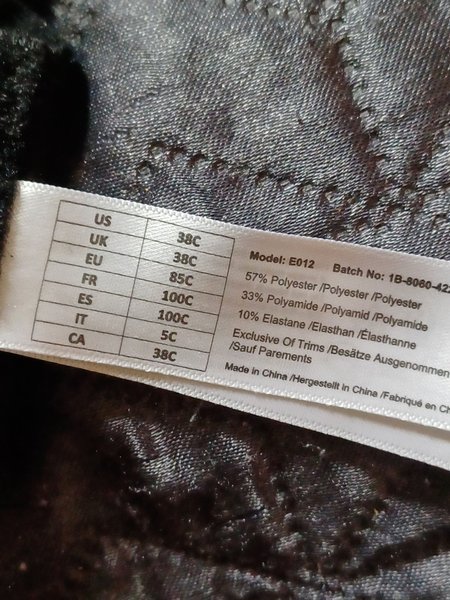 US 38C
UK 38C
EU 85C
FR 100C
ES 100C
IT 5C
CA 38C
Model: E012 Batch No: 1B-8060-42
57% Polyester /Polyester /Polyester
33% Polyamide /Polyamid /Polyamide
10% Elastane /Elasthan /Élasthanne
Exclusive Of Trims /Besätze Ausgenommen
/Sauf Parements
Made in China /Hergestellt in China /Fabriqué en Ch